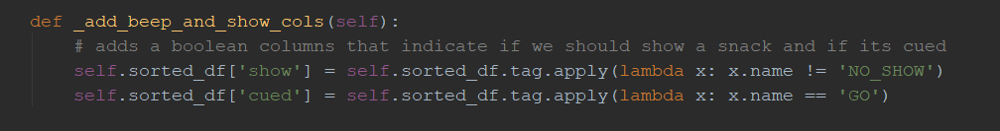 def _add_beep_and_show_cols(self):
    # adds a boolean columns that indicate if we should show a snack and if its cued
    self.sorted_df['show'] = self.sorted_df.tag.apply(lambda x: x.name != 'NO_SHOW')
    self.sorted_df['cued'] = self.sorted_df.tag.apply(lambda x: x.name == 'GO')